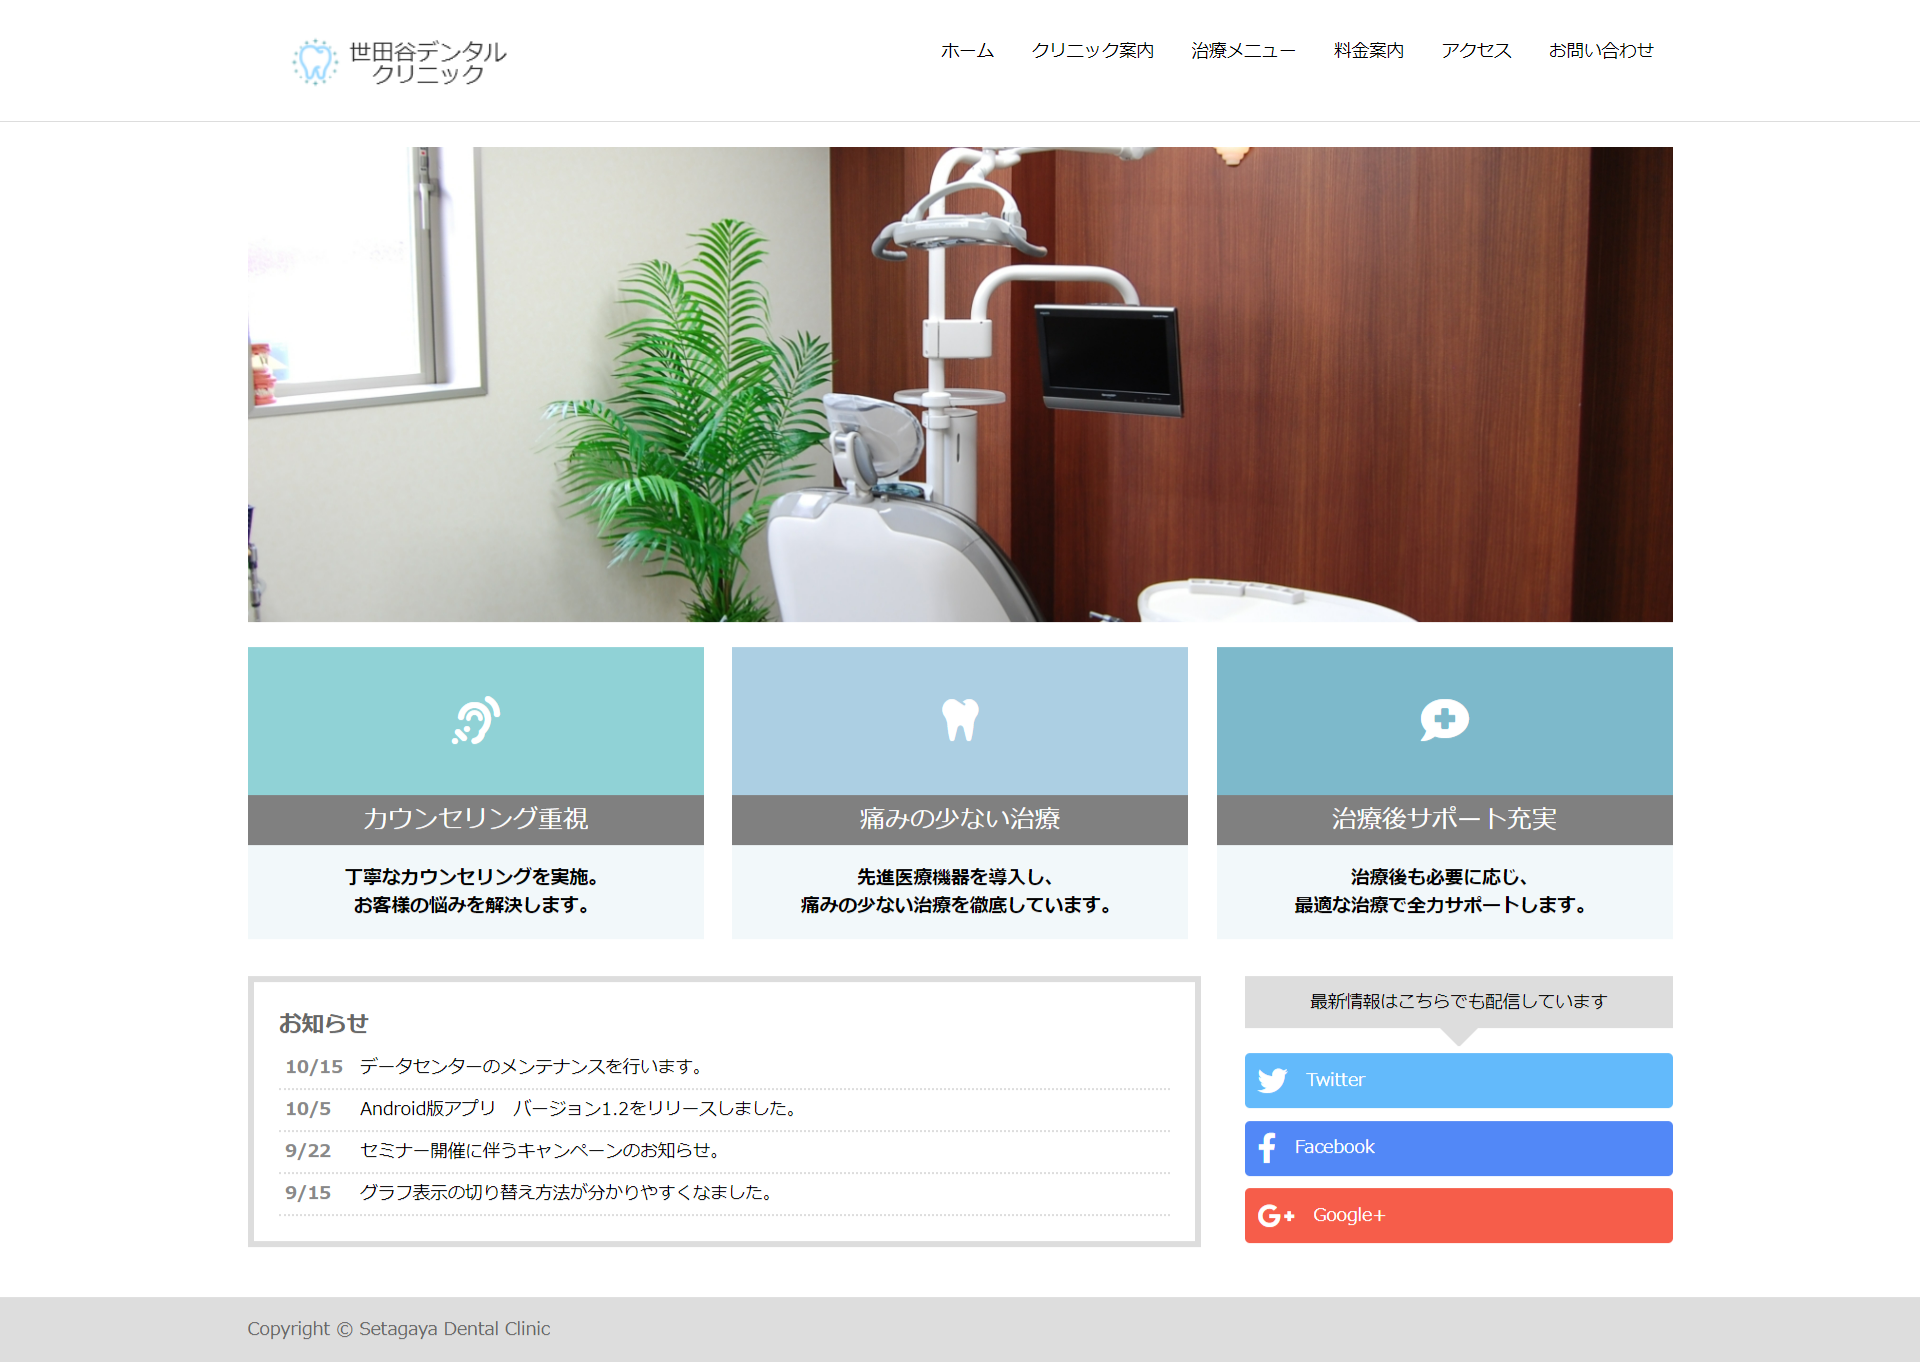 世田谷デンタル
クリニック
ホーム クリニック案内 治療メニュー 料金案内 アクセス お問い合わせ
カウンセリング重視
丁寧なカウンセリングを実施。
お客様の悩みを解決します。
痛みの少ない治療
先進医療機器を導入し、
痛みの少ない治療を徹底しています。
治療後サポート充実
治療後も必要に応じ、
最適な治療で全力サポートします。
お知らせ
10/15 データセンターのメンテナンスを行います。
10/5 Android版アプリ　バージョン1.2をリリースしました。
9/22 セミナー開催に伴うキャンペーンのお知らせ。
9/15 グラフ表示の切り替え方法が分かりやすくなました。
最新情報はこちらでも配信しています
Twitter
Facebook
G+ Google+
Copyright © Setagaya Dental Clinic